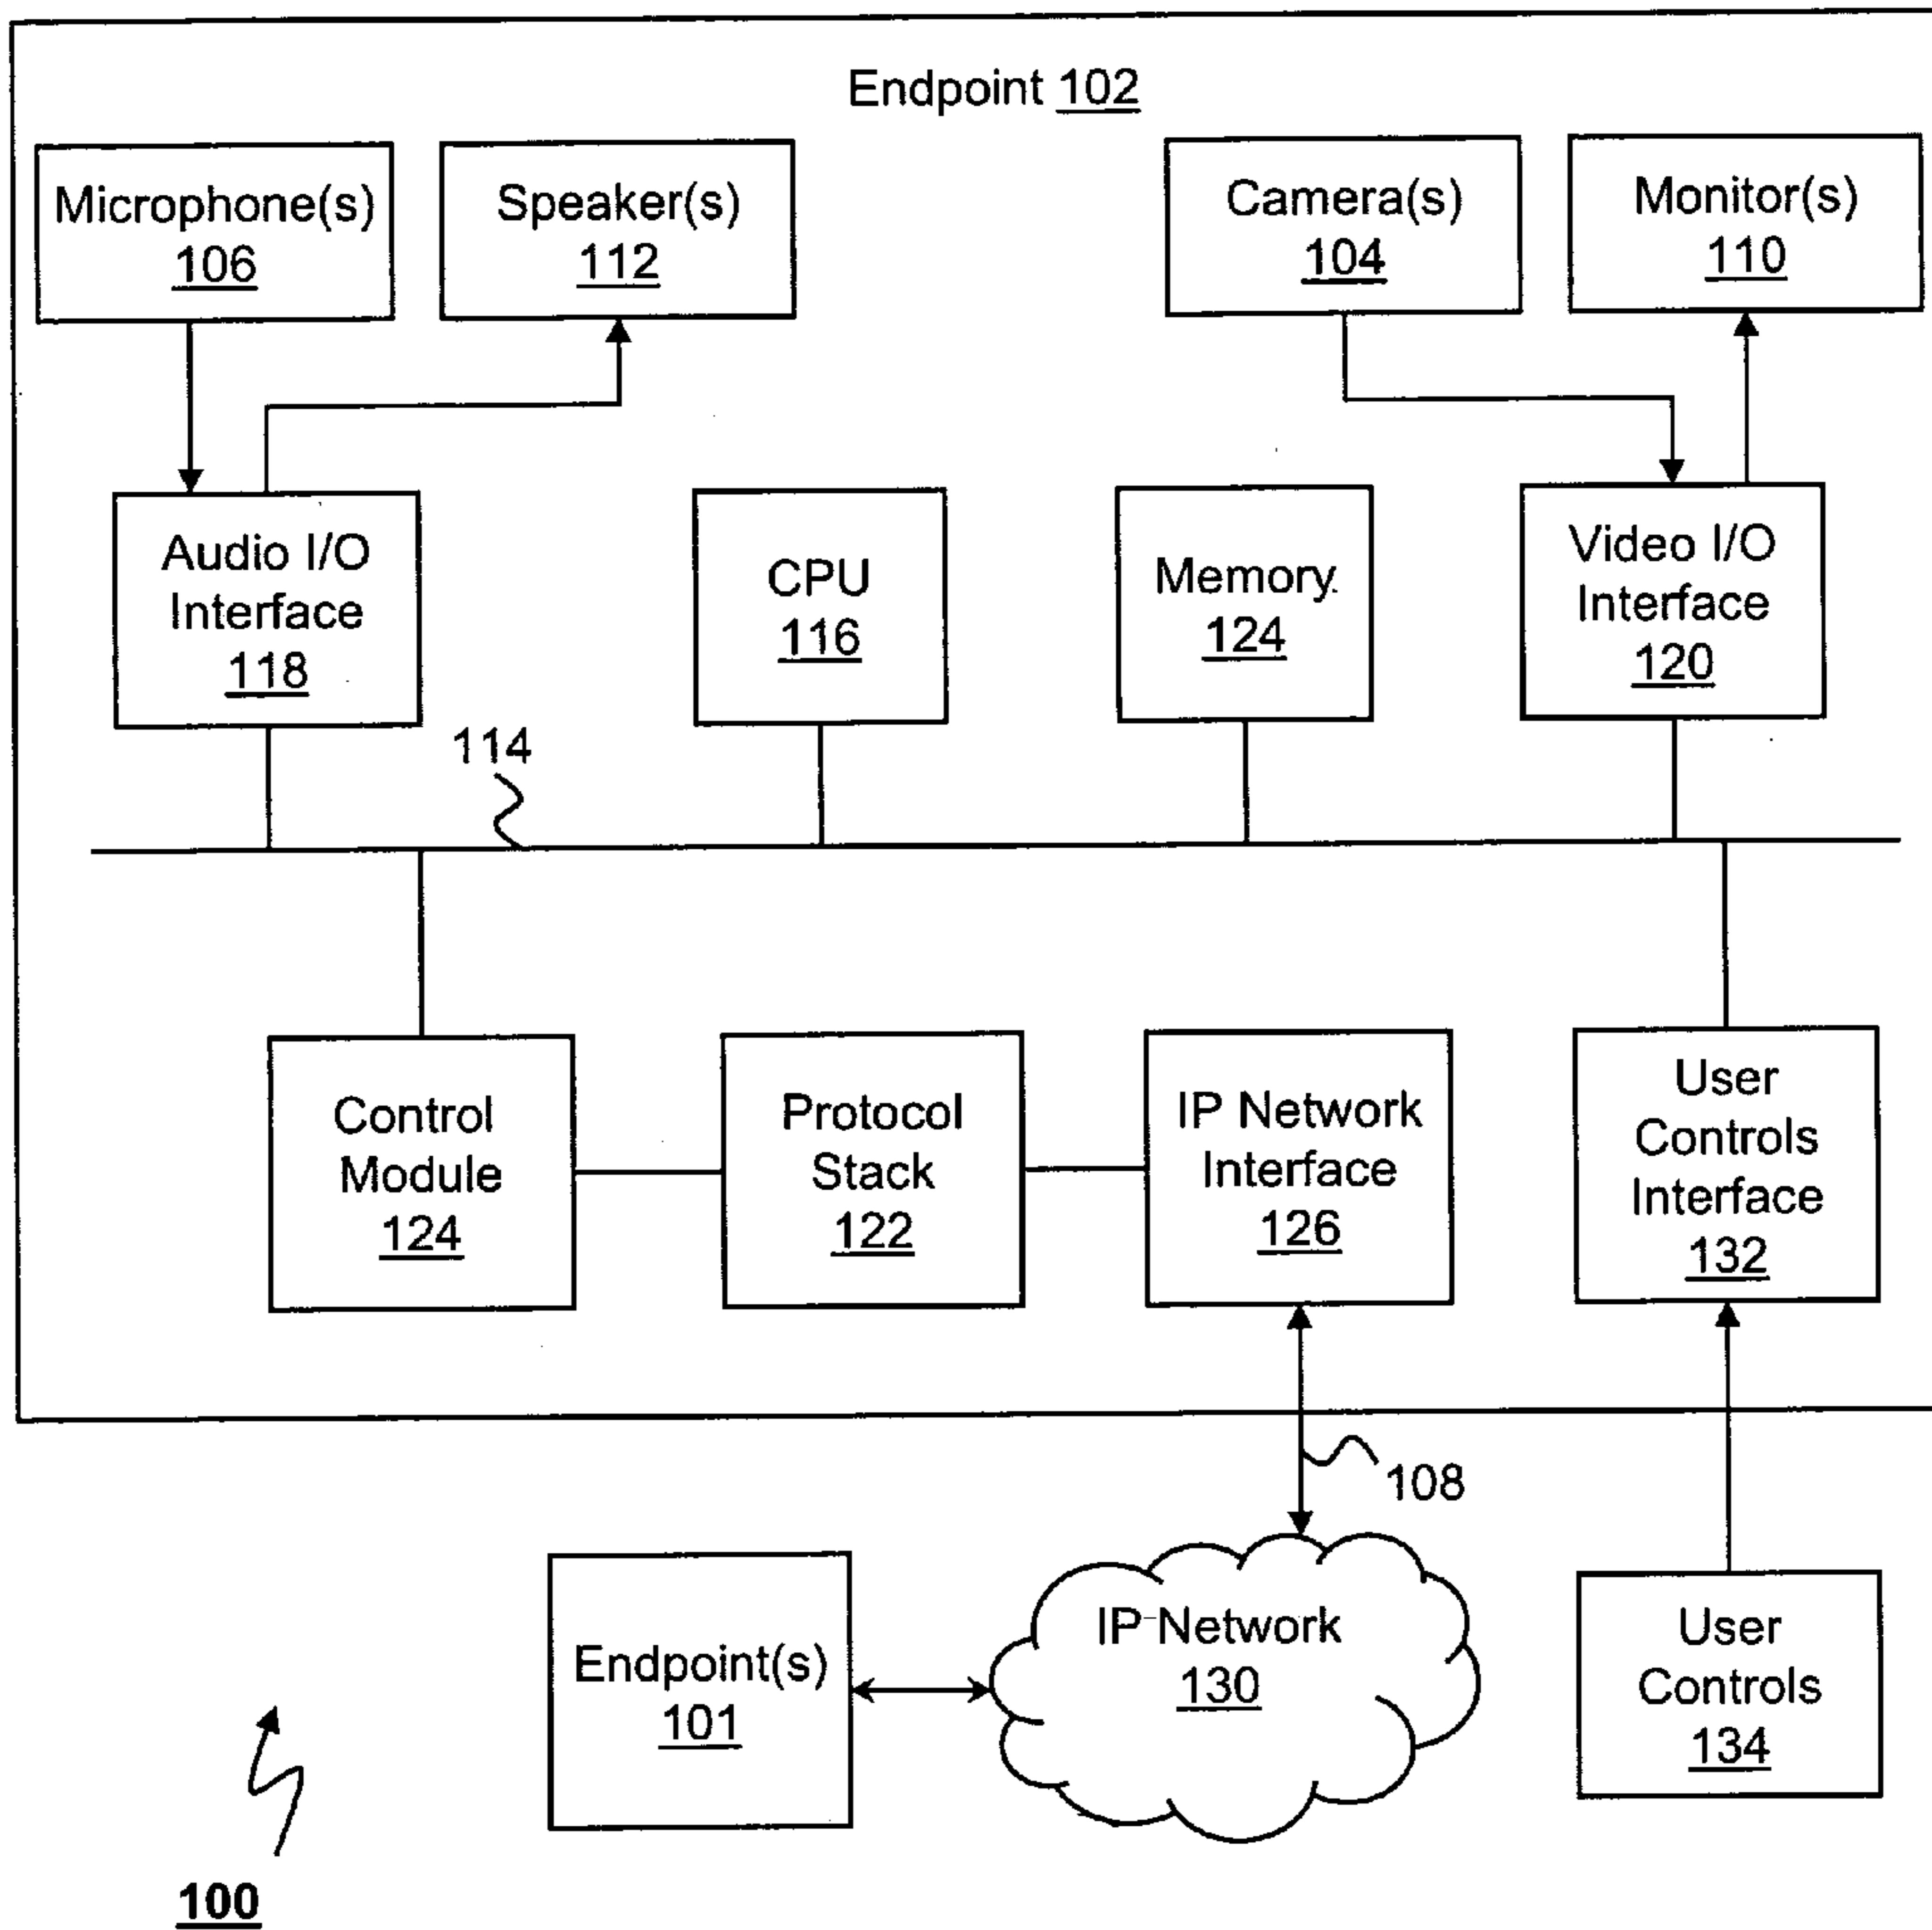 Endpoint 102
Microphone(s)
106
Speaker(s)
112
Camera(s)
104
Monitor(s)
110
Audio I/O
Interface
118
CPU
116
Memory
124
Video I/O
Interface
120
114
Control
Module
124
Protocol
Stack
122
IP Network
Interface
126
User
Controls
Interface
132
108
Endpoint(s)
101
IP Network
130
User
Controls
134
100